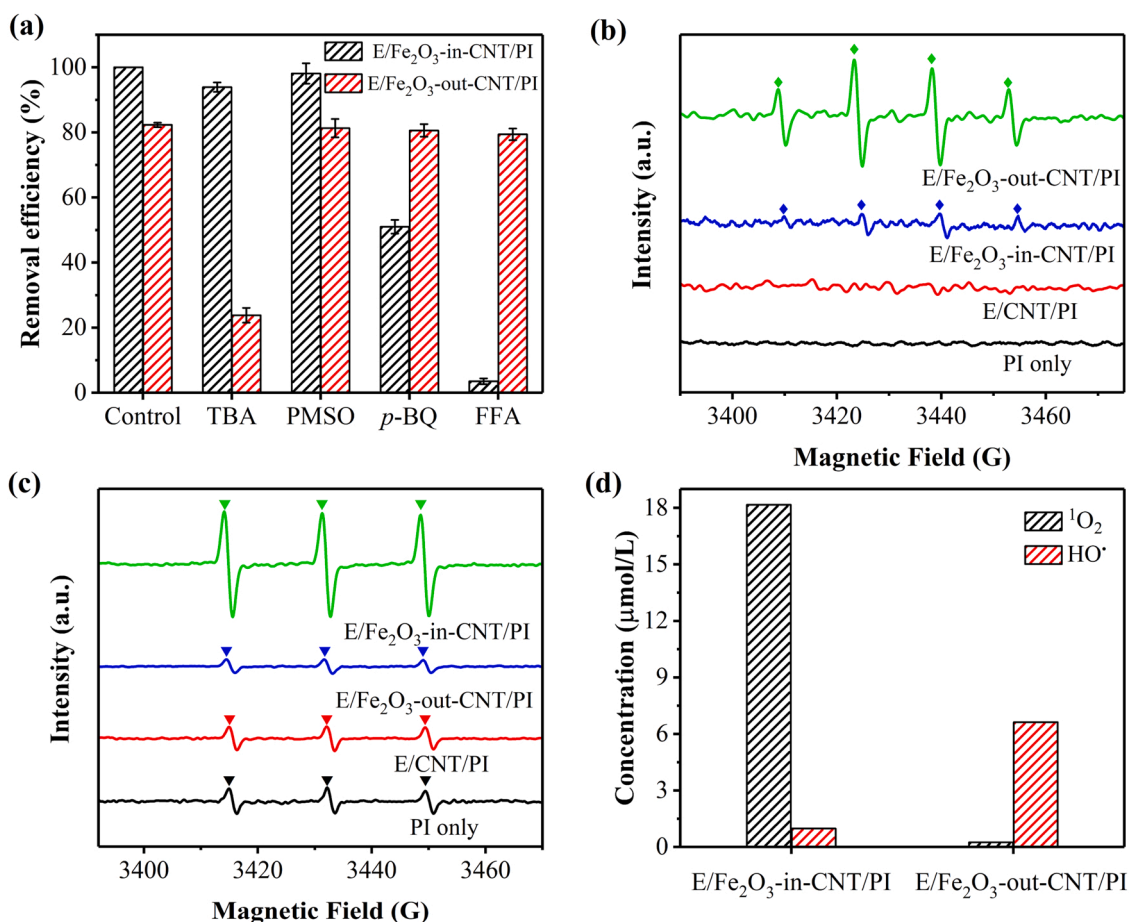 (a)
Removal efficiency (%)
100
80
60
40
20
0
E/Fe₂O₃-in-CNT/PI
E/Fe₂O₃-out-CNT/PI
Control TBA PMSO p-BQ FFA
(b)
Intensity (a.u.)
E/Fe₂O₃-out-CNT/PI
E/Fe₂O₃-in-CNT/PI
E/CNT/PI
PI only
3400 3420 3440 3460
Magnetic Field (G)
(c)
Intensity (a.u.)
E/Fe₂O₃-in-CNT/PI
E/Fe₂O₃-out-CNT/PI
E/CNT/PI
PI only
3400 3420 3440 3460
Magnetic Field (G)
(d)
Concentration (μmol/L)
18
15
12
9
6
3
0
¹O₂
HO•
E/Fe₂O₃-in-CNT/PI E/Fe₂O₃-out-CNT/PI